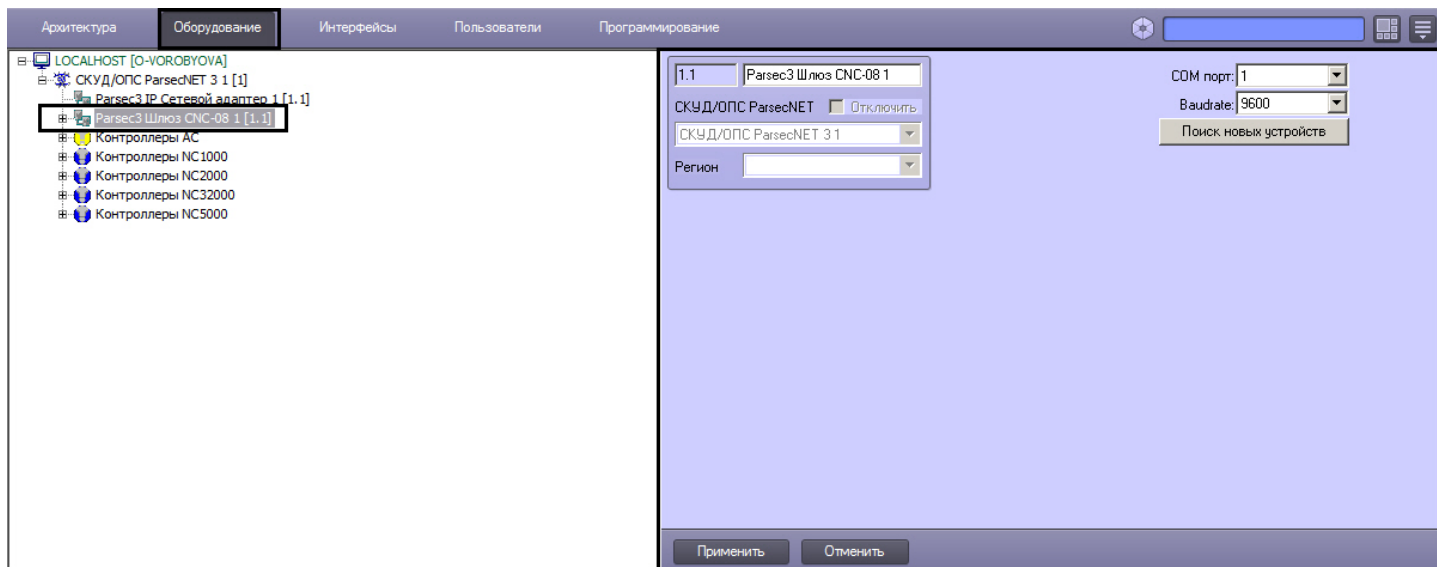 Архитектура Оборудование Интерфейсы Пользователи Программирование
LOCALHOST [O-VOROBYOVA]
СКУД/ОПС ParsecNET 3 1 [1]
Parsec3 IP Сетевой адаптер 1 [1.1]
Parsec3 Шлюз CNC-08 1 [1.1]
Контроллеры AC
Контроллеры NC1000
Контроллеры NC2000
Контроллеры NC32000
Контроллеры NC5000
1.1 Parsec3 Шлюз CNC-08 1
СКУД/ОПС ParsecNET Отключить
СКУД/ОПС ParsecNET 3 1
Регион
COM порт: 1
Baudrate: 9600
Поиск новых устройств
Применить Отменить